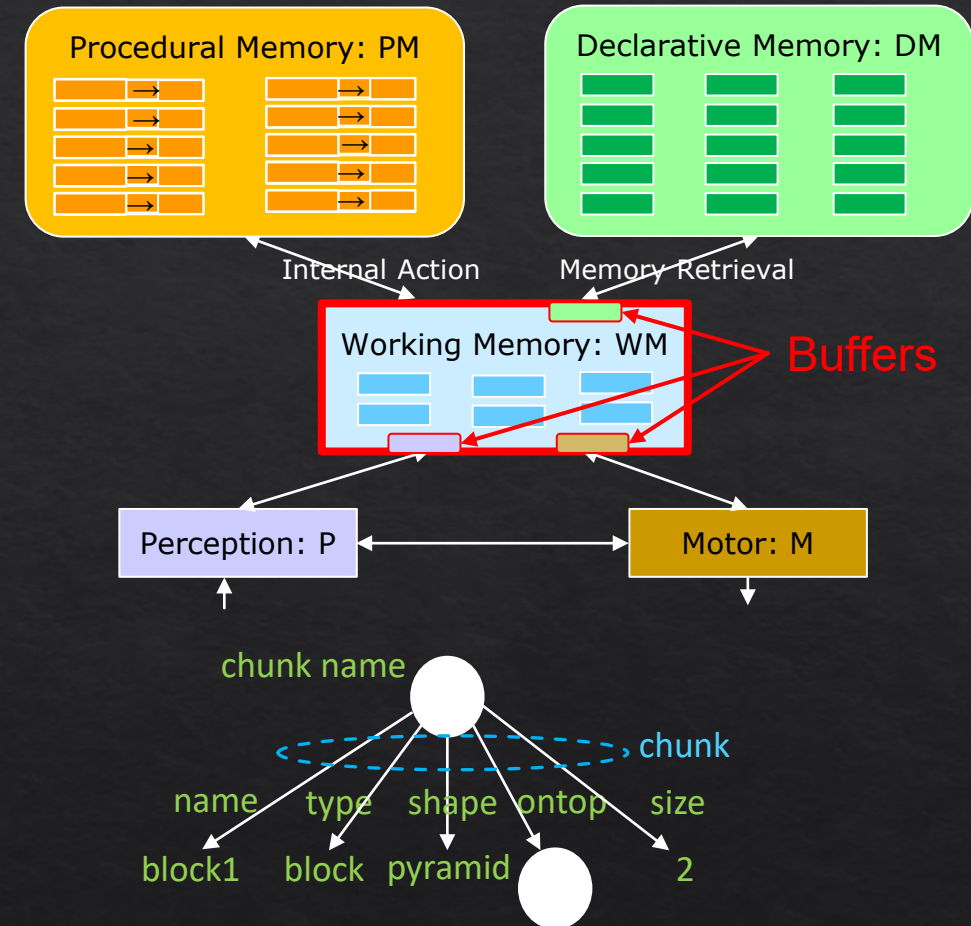 Procedural Memory: PM
Declarative Memory: DM
→ →
→ →
→ →
→ →
→ →
Internal Action
Memory Retrieval
Working Memory: WM
Buffers
Perception: P
Motor: M
chunk name
chunk
name type shape ontop size
block1 block pyramid 2